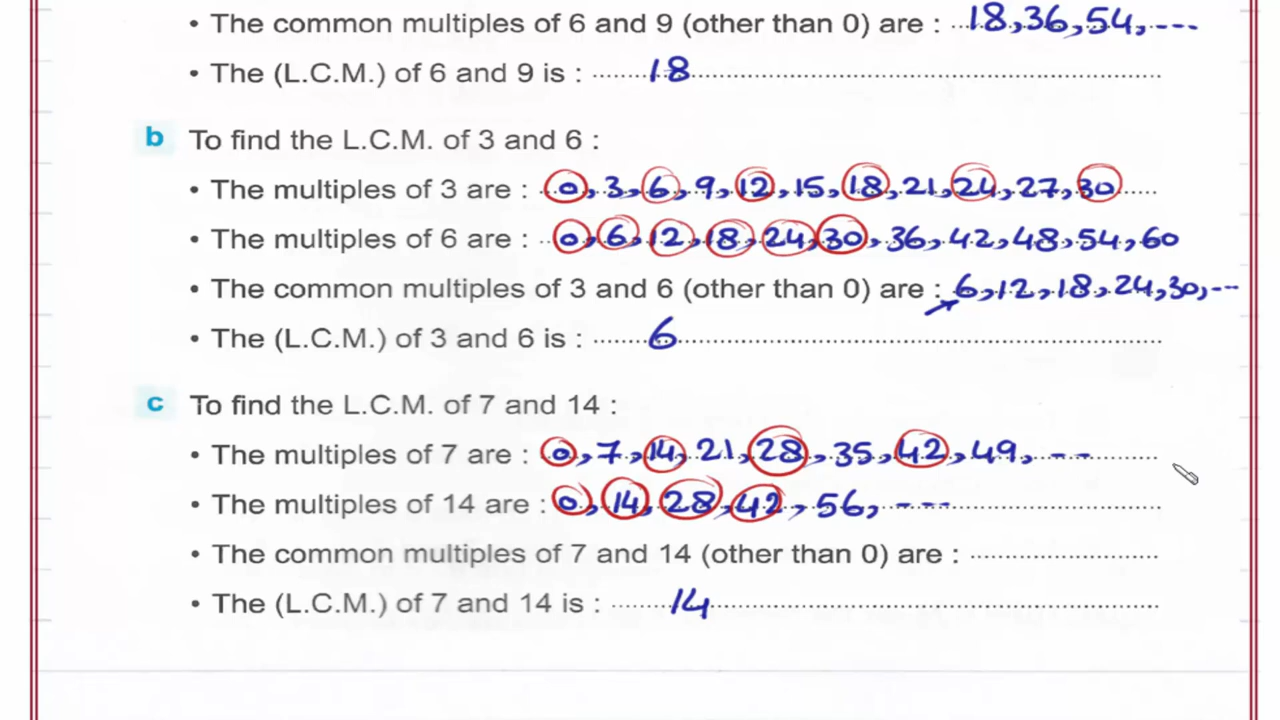 • The common multiples of 6 and 9 (other than 0) are : 18,36,54,---
• The (L.C.M.) of 6 and 9 is : 18
b To find the L.C.M. of 3 and 6 :
• The multiples of 3 are : 0,3,6,9,12,15,18,21,24,27,30
• The multiples of 6 are : 0,6,12,18,24,30,36,42,48,54,60
• The common multiples of 3 and 6 (other than 0) are : 6,12,18,24,30,---
• The (L.C.M.) of 3 and 6 is : 6
c To find the L.C.M. of 7 and 14 :
• The multiples of 7 are : 0,7,14,21,28,35,42,49,---
• The multiples of 14 are : 0,14,28,42,56,---
• The common multiples of 7 and 14 (other than 0) are :
• The (L.C.M.) of 7 and 14 is : 14